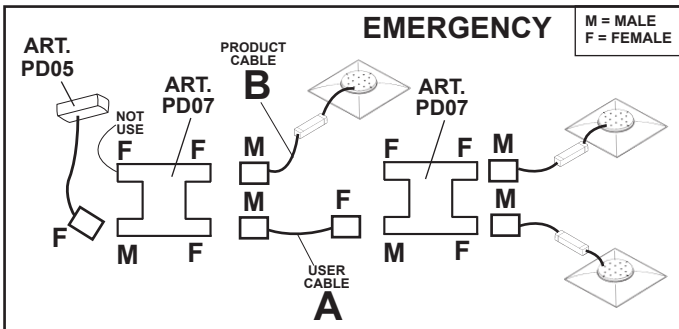 EMERGENCY
M = MALE
F = FEMALE
ART.
PD05
ART.
PD07
PRODUCT
CABLE
B
ART.
PD07
NOT
USE
F
F
M
F
F
M
M
M
F
M
F
M
F
F
USER
CABLE
A